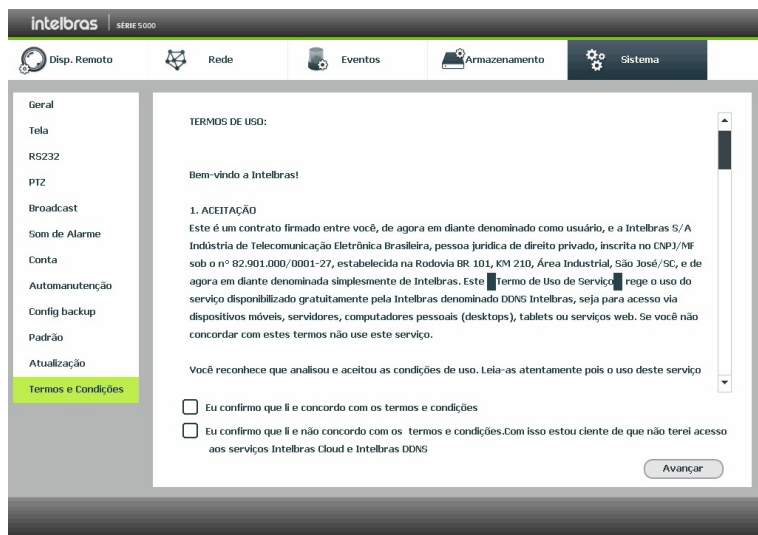 intelbras SÉRIE 5000
Disp. Remoto Rede Eventos Armazenamento Sistema
Geral
Tela
RS232
PTZ
Broadcast
Som de Alarme
Conta
Automanutenção
Config backup
Padrão
Atualização
Termos e Condições
TERMOS DE USO:
Bem-vindo a Intelbras!
1. ACEITAÇÃO
Este é um contrato firmado entre você, de agora em diante denominado como usuário, e a Intelbras S/A
Indústria de Telecomunicação Eletrônica Brasileira, pessoa juridica de direito privado, inscrita no CNPJ/MF
sob o nº 82.901.000/0001-27, estabelecida na Rodovia BR 101, KM 210, Área Industrial, São José/SC, e de
agora em diante denominada simplesmente de Intelbras. Este Termo de Uso de Serviço rege o uso do
serviço disponibilizado gratuitamente pela Intelbras denominado DDNS Intelbras, seja para acesso via
dispositivos móveis, servidores, computadores pessoais (desktops), tablets ou serviços web. Se você não
concordar com estes termos não use este serviço.
Você reconhece que analisou e aceitou as condições de uso. Leia-as atentamente pois o uso deste serviço
Eu confirmo que li e concordo com os termos e condições
Eu confirmo que li e não concordo com os termos e condições.Com isso estou ciente de que não terei acesso
aos serviços Intelbras Cloud e Intelbras DDNS
Avançar